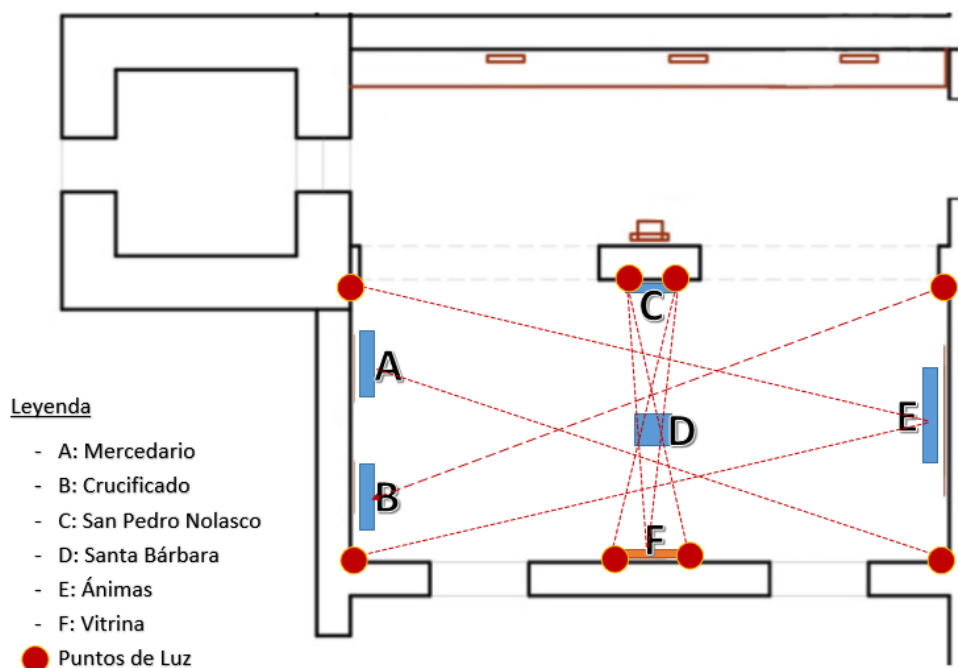 C
A
D
E
B
F
Leyenda
- A: Mercedario
- B: Crucificado
- C: San Pedro Nolasco
- D: Santa Bárbara
- E: Ánimas
- F: Vitrina
Puntos de Luz